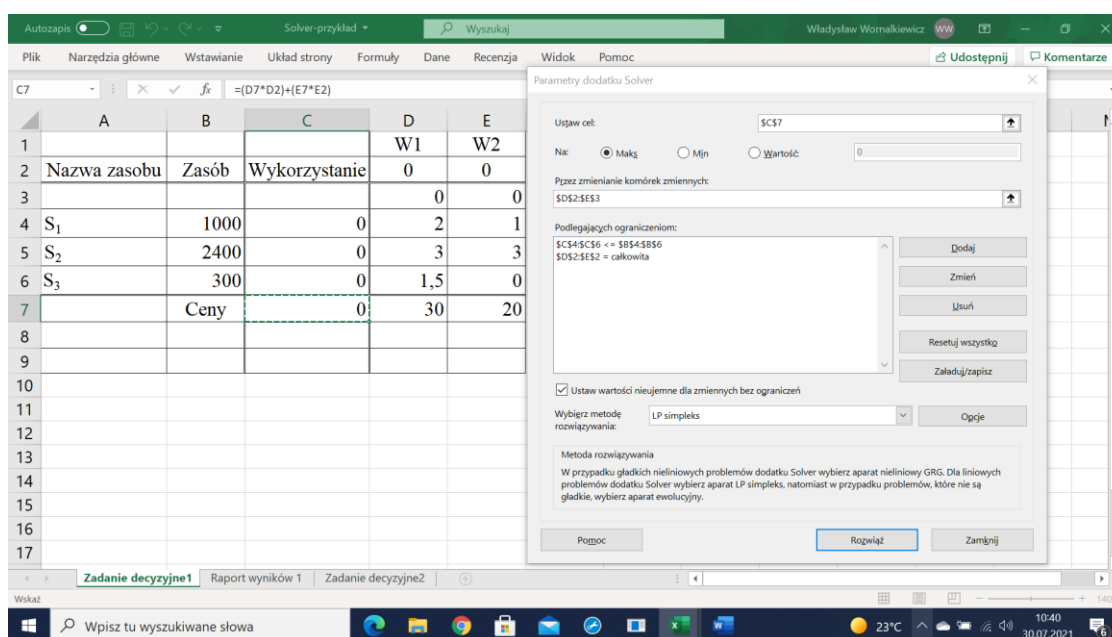 Autozapis Solver-przykład Wyszukaj Władysław Wornalkiewicz WW
Plik Narzędzia główne Wstawianie Układ strony Formuły Dane Recenzja Widok Pomoc Udostępnij Komentarze
C7 fx =(D7*D2)+(E7*E2)
A B C D E
1 W1 W2
2 Nazwa zasobu Zasób Wykorzystanie 0 0
3 0 0
4 S₁ 1000 0 2 1
5 S₂ 2400 0 3 3
6 S₃ 300 0 1,5 0
7 Ceny 0 30 20
8
9
10
11
12
13
14
15
16
17
Parametry dodatku Solver
Ustaw cel: $C$7
Na: Maks Min Wartość: 0
Przez zmienianie komórek zmiennych:
$D$2:$E$3
Podlegających ograniczeniom:
$C$4:$C$6 <= $B$4:$B$6
$D$2:$E$2 = całkowita
Dodaj
Zmień
Usuń
Resetuj wszystko
Załaduj/zapisz
Ustaw wartości nieujemne dla zmiennych bez ograniczeń
Wybierz metodę rozwiązywania: LP simpleks Opcje
Metoda rozwiązywania
W przypadku gładkich nieliniowych problemów dodatku Solver wybierz aparat nieliniowy GRG. Dla liniowych
problemów dodatku Solver wybierz aparat LP simpleks, natomiast w przypadku problemów, które nie są
gładkie, wybierz aparat ewolucyjny.
Pomoc Rozwiąż Zamknij
Zadanie decyzyjne1 Raport wyników 1 Zadanie decyzyjne2
Wskaż 140
Wpisz tu wyszukiwane słowa 23°C 10:40
30.07.2021